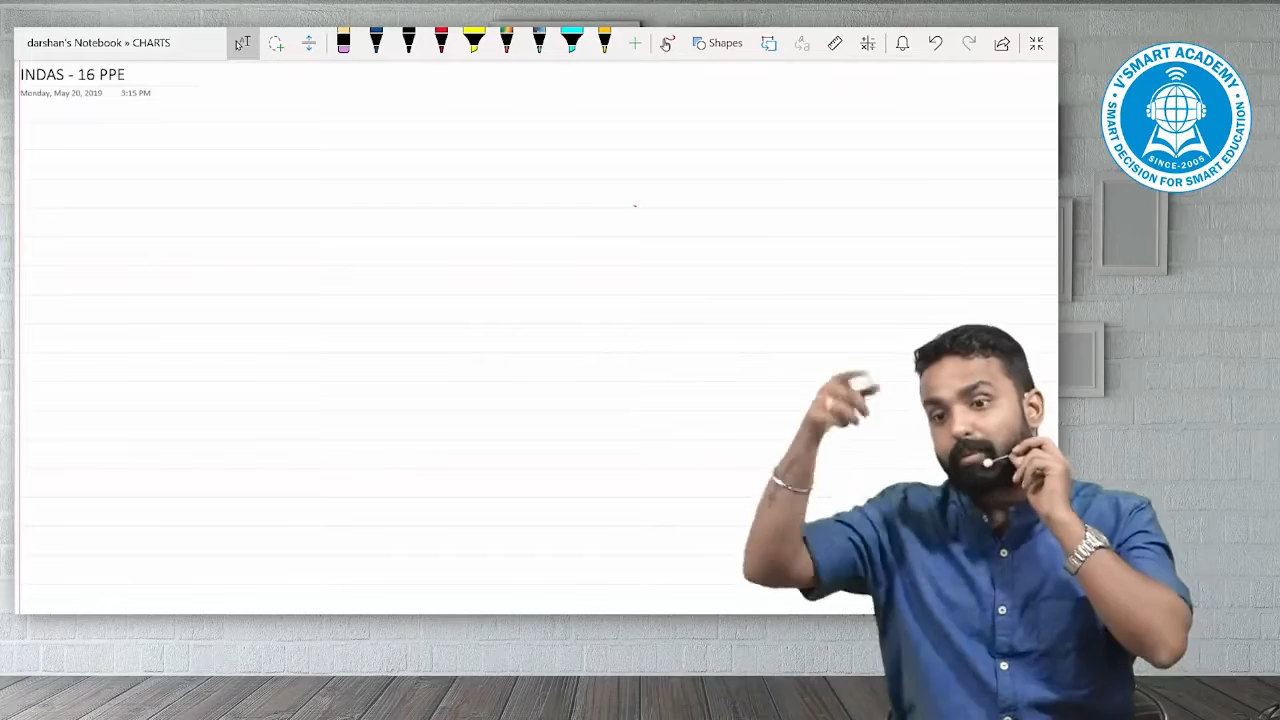 darshan's Notebook » CHARTS
Shapes
INDAS - 16 PPE
Monday, May 20, 2019 3:15 PM
V'SMART ACADEMY
SINCE-2005
SMART DECISION FOR SMART EDUCATION